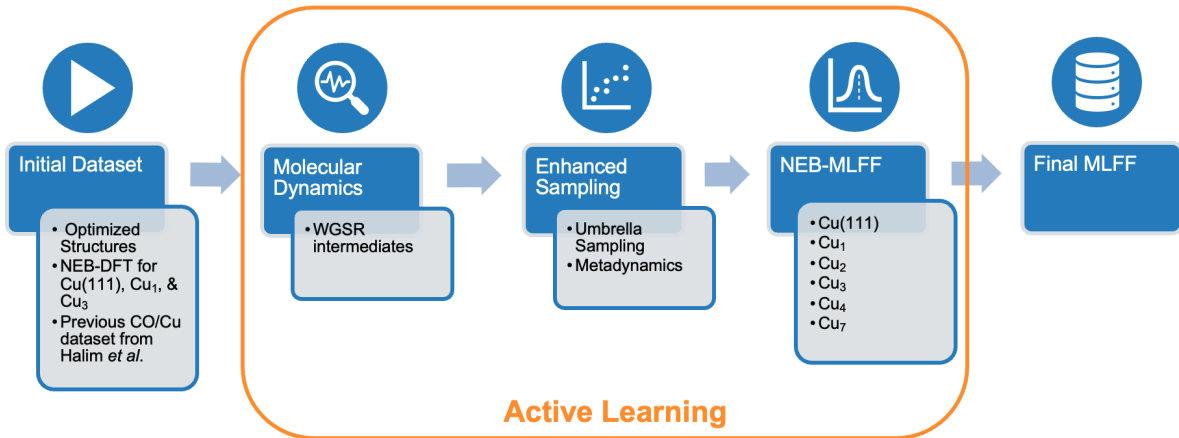 Initial Dataset
• Optimized
Structures
• NEB-DFT for
Cu(111), Cu₁, &
Cu₃
• Previous CO/Cu
dataset from
Halim et al.
Molecular
Dynamics
• WGSR
intermediates
Enhanced
Sampling
• Umbrella
Sampling
• Metadynamics
NEB-MLFF
• Cu(111)
• Cu₁
• Cu₂
• Cu₃
• Cu₄
• Cu₇
Final MLFF
Active Learning